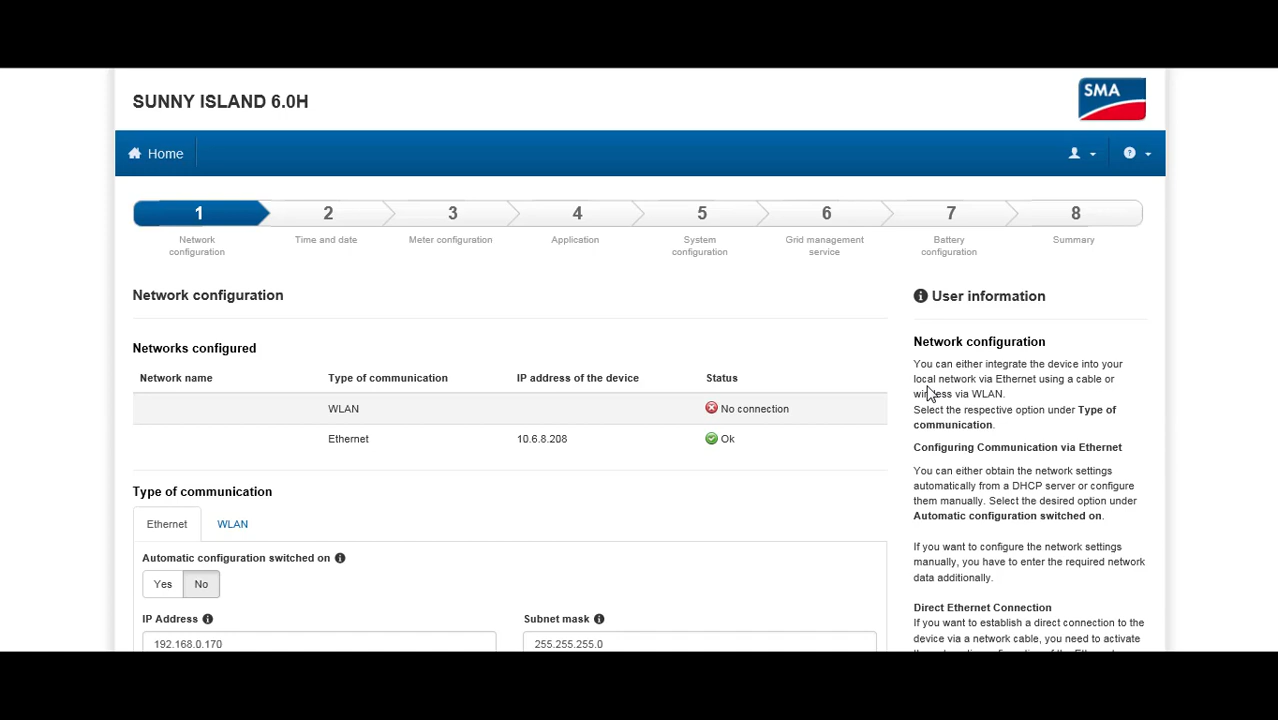 SUNNY ISLAND 6.0H
SMA
Home
1
2
3
4
5
6
7
8
Network
configuration
Time and date
Meter configuration
Application
System
configuration
Grid management
service
Battery
configuration
Summary
Network configuration
Networks configured
Network name
Type of communication
IP address of the device
Status
WLAN
No connection
Ethernet
10.6.8.208
Ok
Type of communication
Ethernet
WLAN
Automatic configuration switched on
Yes
No
IP Address
Subnet mask
192.168.0.170
255.255.255.0
User information
Network configuration
You can either integrate the device into your
local network via Ethernet using a cable or
wireless via WLAN.
Select the respective option under Type of
communication.
Configuring Communication via Ethernet
You can either obtain the network settings
automatically from a DHCP server or configure
them manually. Select the desired option under
Automatic configuration switched on.
If you want to configure the network settings
manually, you have to enter the required network
data additionally.
Direct Ethernet Connection
If you want to establish a direct connection to the
device via a network cable, you need to activate